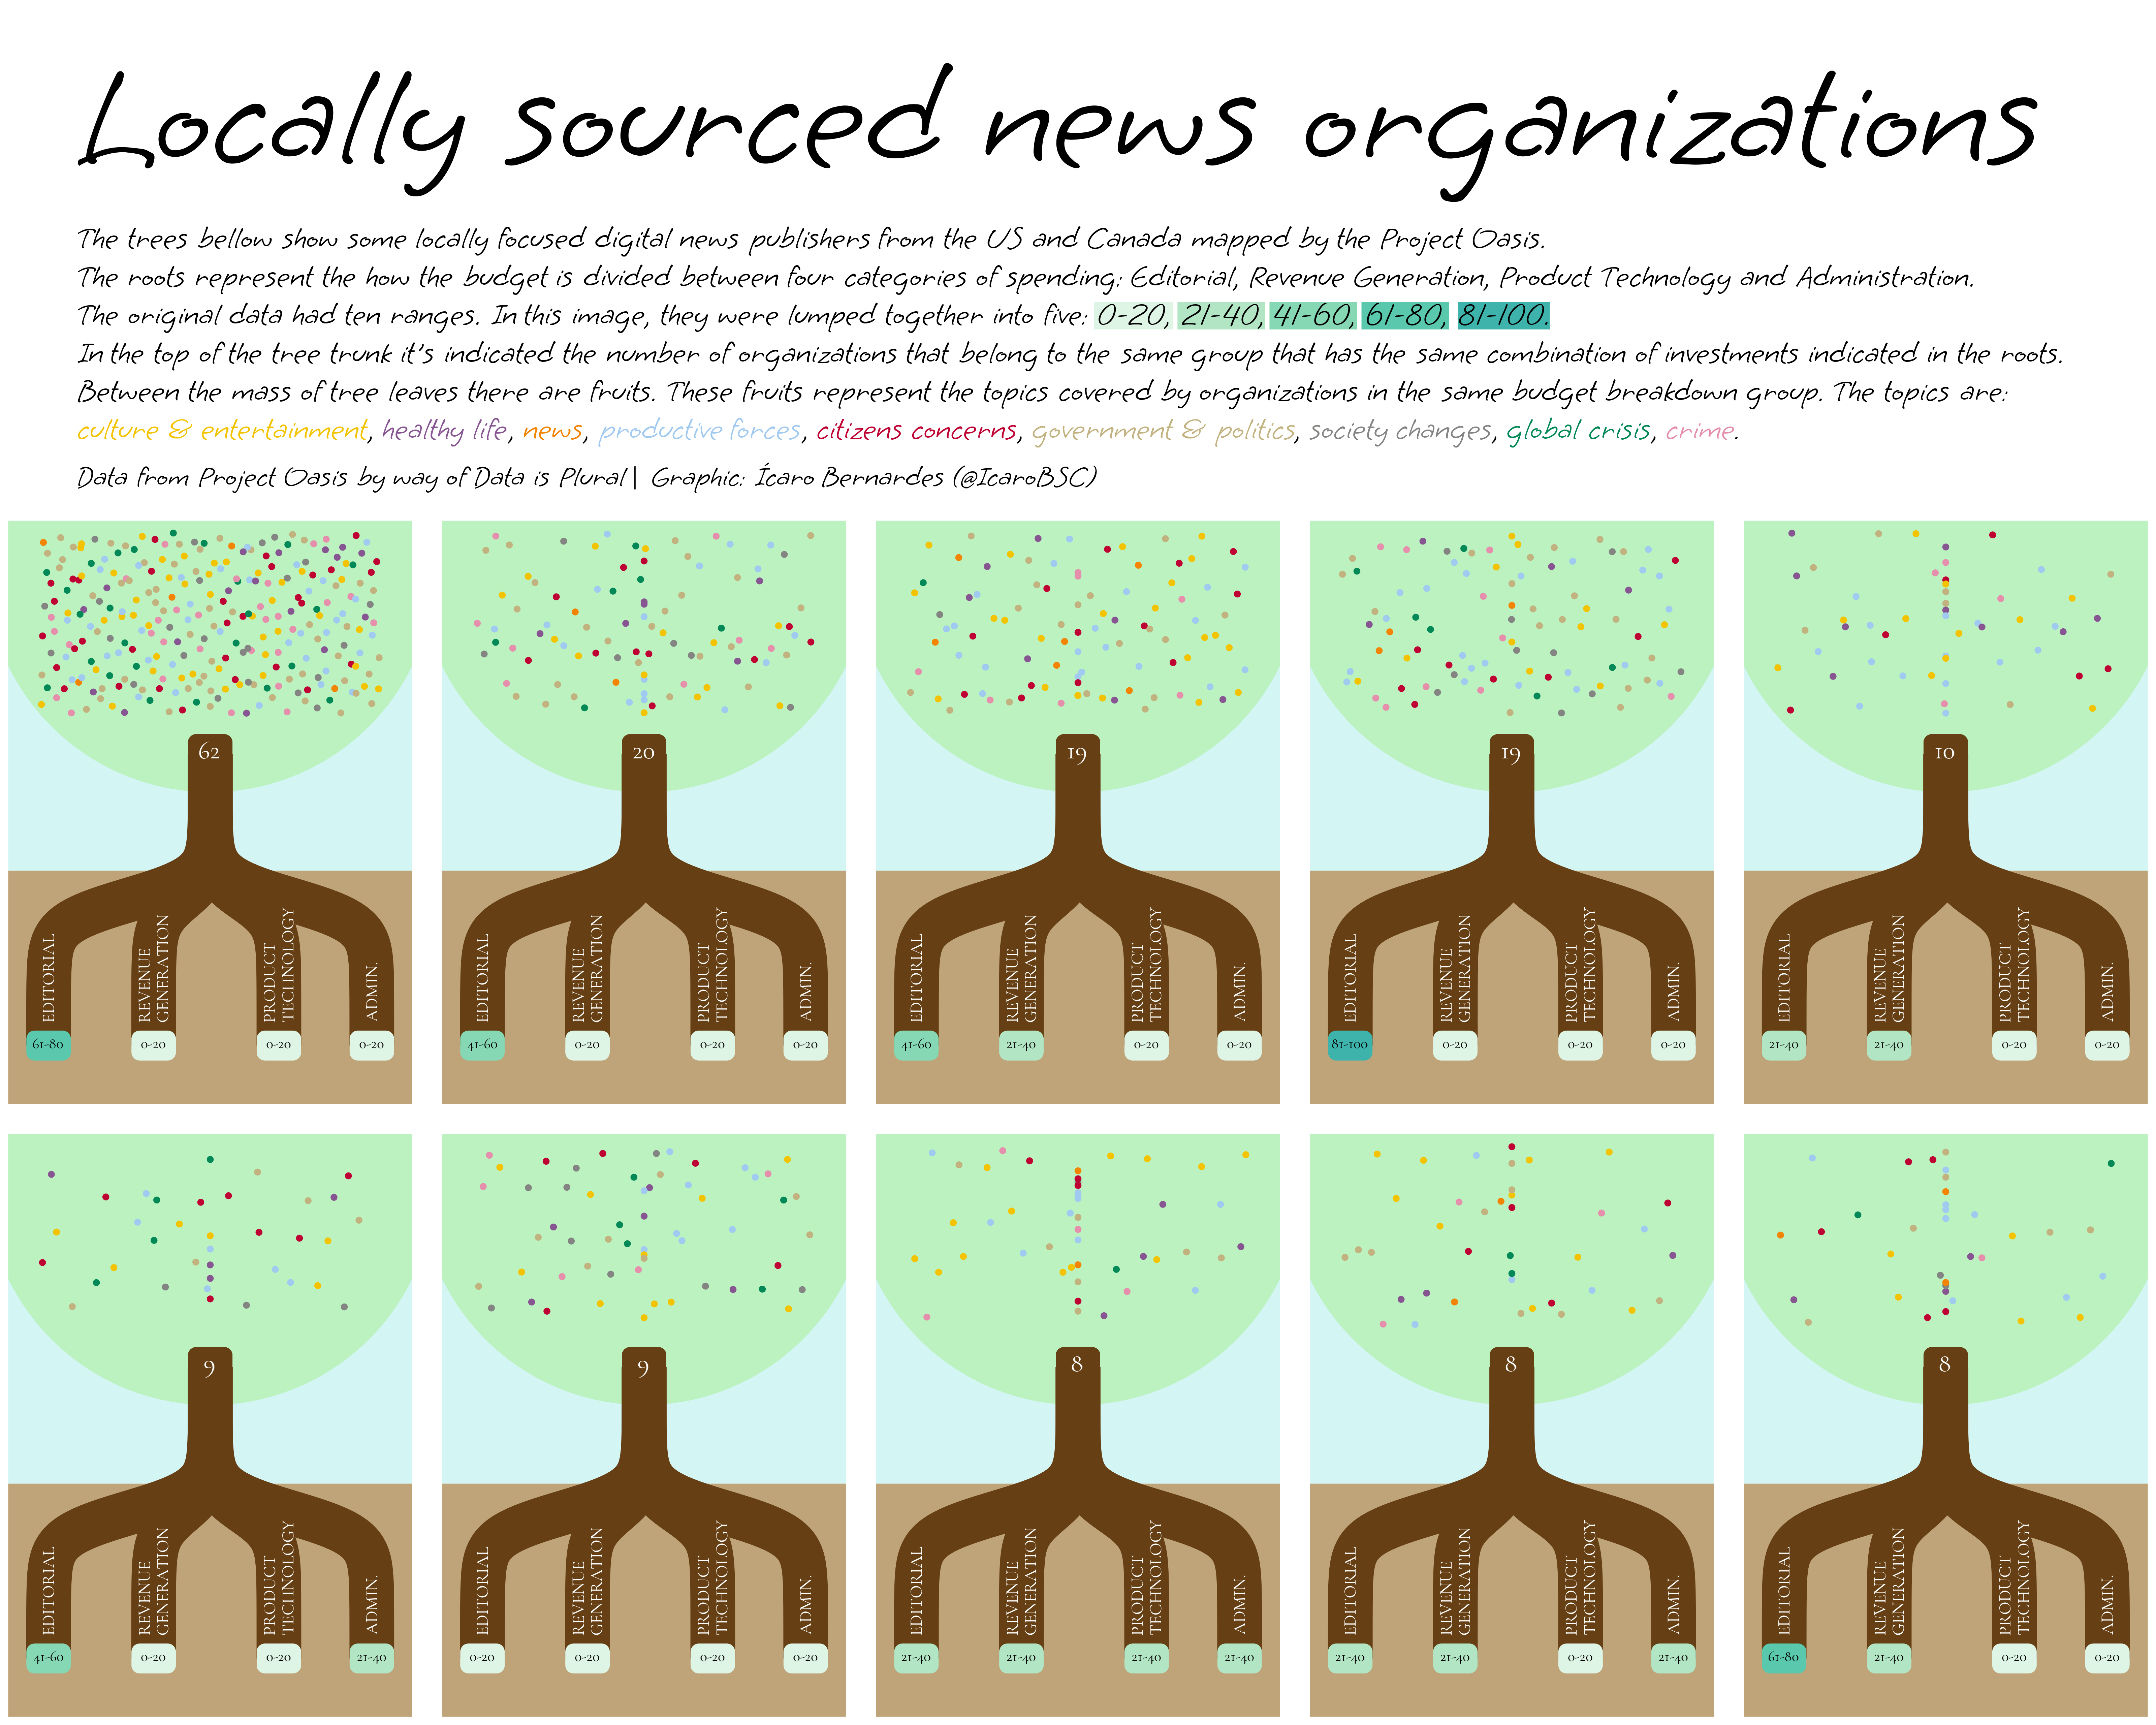 Locally sourced news organizations
The trees bellow show some locally focused digital news publishers from the US and Canada mapped by the Project Oasis.
The roots represent the how the budget is divided between four categories of spending: Editorial, Revenue Generation, Product Technology and Administration.
The original data had ten ranges. In this image, they were lumped together into five: 0-20, 21-40, 41-60, 61-80, 81-100.
In the top of the tree trunk it's indicated the number of organizations that belong to the same group that has the same combination of investments indicated in the roots.
Between the mass of tree leaves there are fruits. These fruits represent the topics covered by organizations in the same budget breakdown group. The topics are:
culture & entertainment, healthy life, news, productive forces, citizens concerns, government & politics, society changes, global crisis, crime.
Data from Project Oasis by way of Data is Plural | Graphic: Ícaro Bernardes (@IcaroBSC)
62
EDITORIAL
REVENUE
GENERATION
PRODUCT
TECHNOLOGY
ADMIN.
61-80
0-20
0-20
0-20
20
EDITORIAL
REVENUE
GENERATION
PRODUCT
TECHNOLOGY
ADMIN.
41-60
0-20
0-20
0-20
19
EDITORIAL
REVENUE
GENERATION
PRODUCT
TECHNOLOGY
ADMIN.
41-60
21-40
0-20
0-20
19
EDITORIAL
REVENUE
GENERATION
PRODUCT
TECHNOLOGY
ADMIN.
81-100
0-20
0-20
0-20
10
EDITORIAL
REVENUE
GENERATION
PRODUCT
TECHNOLOGY
ADMIN.
21-40
21-40
0-20
0-20
9
EDITORIAL
REVENUE
GENERATION
PRODUCT
TECHNOLOGY
ADMIN.
41-60
0-20
0-20
21-40
9
EDITORIAL
REVENUE
GENERATION
PRODUCT
TECHNOLOGY
ADMIN.
0-20
0-20
0-20
0-20
8
EDITORIAL
REVENUE
GENERATION
PRODUCT
TECHNOLOGY
ADMIN.
21-40
21-40
21-40
21-40
8
EDITORIAL
REVENUE
GENERATION
PRODUCT
TECHNOLOGY
ADMIN.
21-40
21-40
0-20
21-40
8
EDITORIAL
REVENUE
GENERATION
PRODUCT
TECHNOLOGY
ADMIN.
61-80
21-40
0-20
0-20